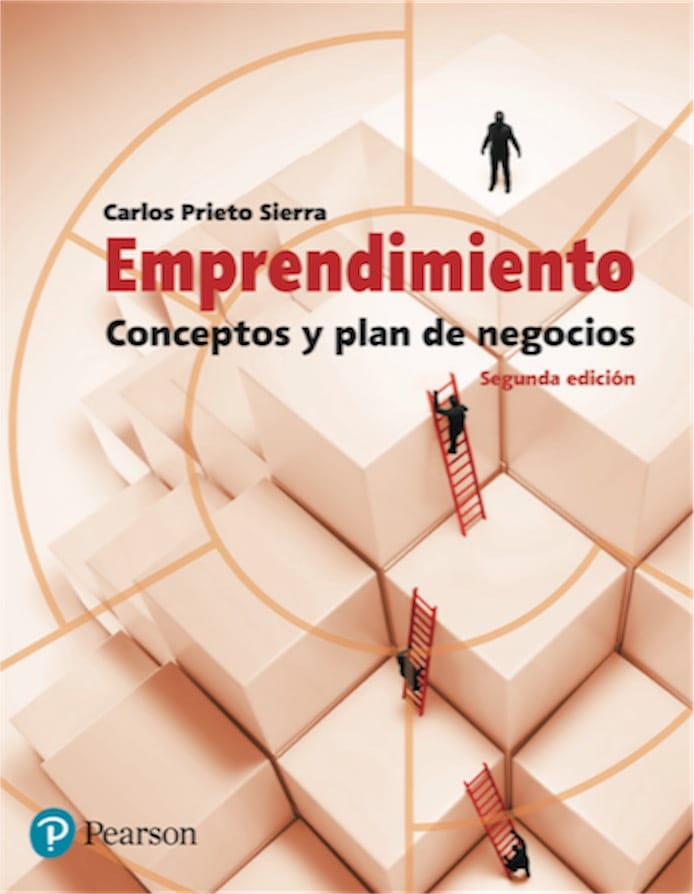 Carlos Prieto Sierra
Emprendimiento
Conceptos y plan de negocios
Segunda edición
Pearson